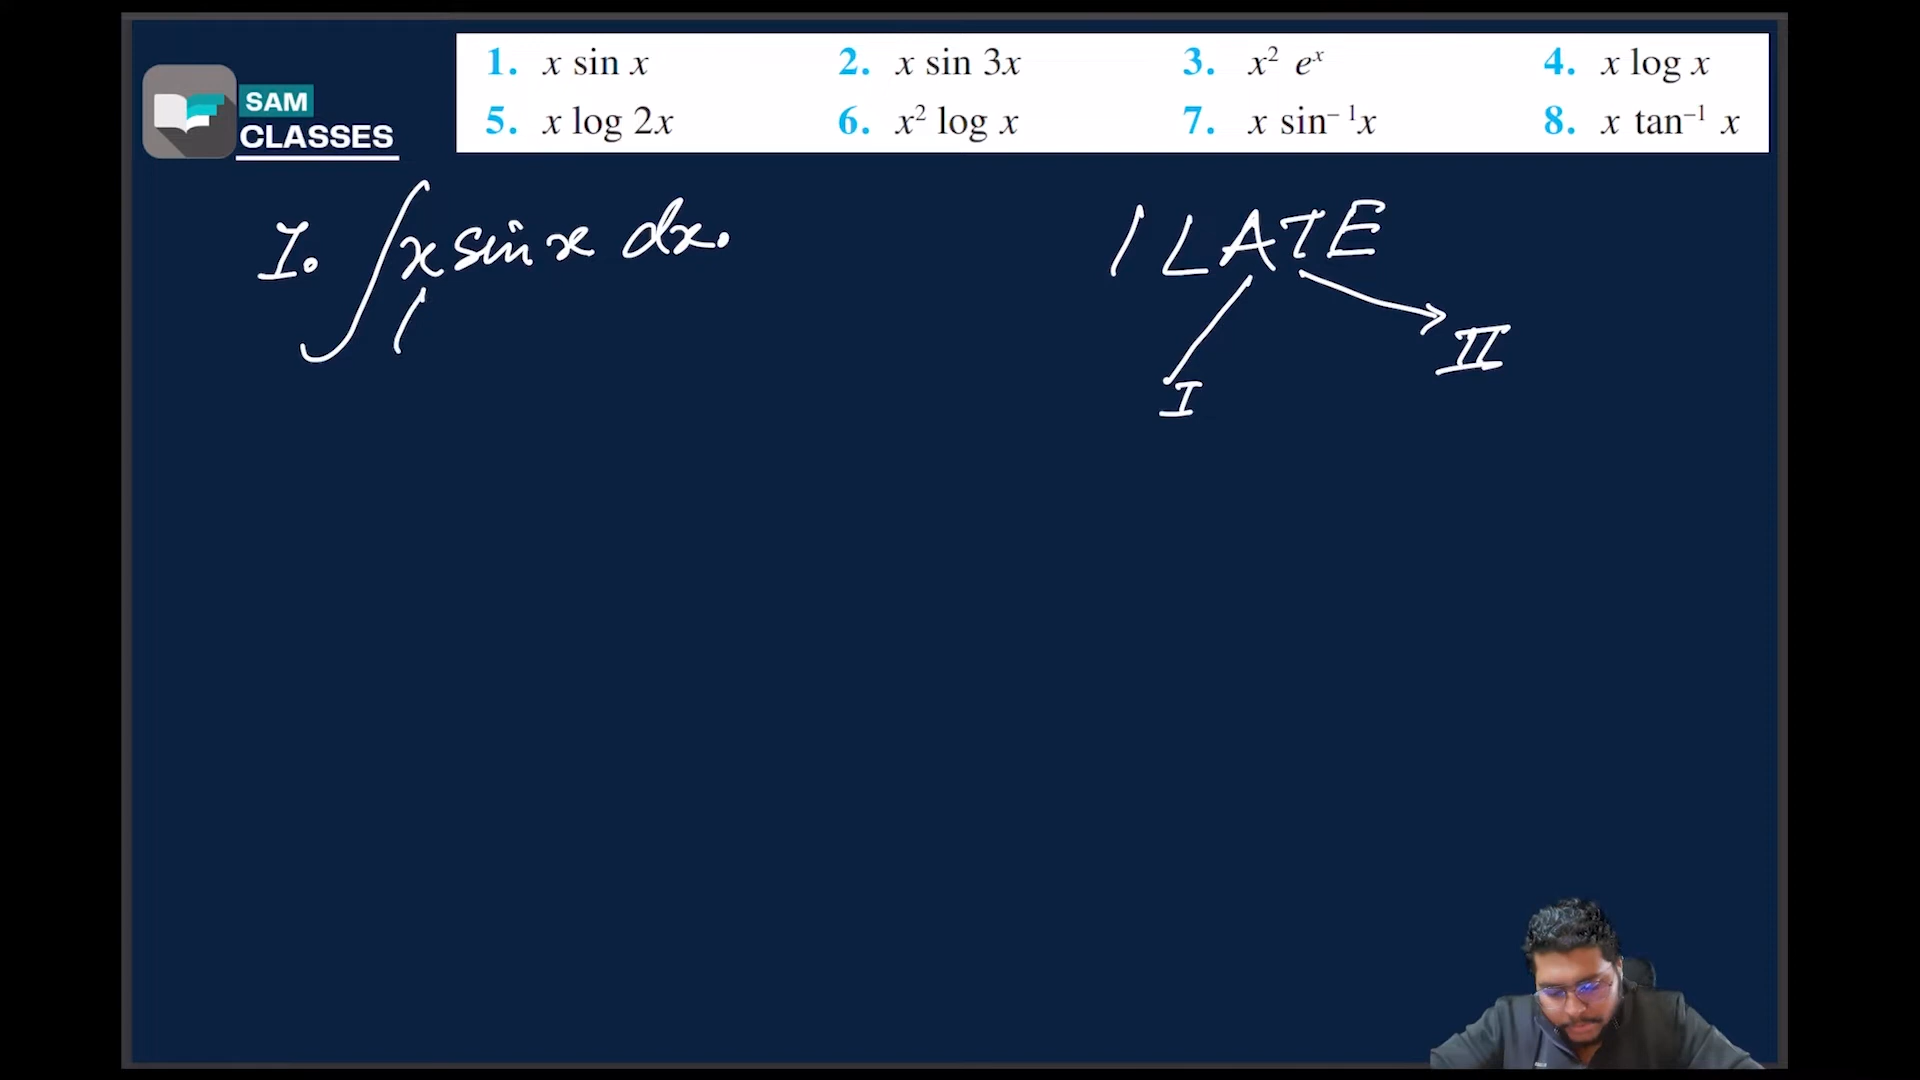 SAM
CLASSES
1. x sin x 2. x sin 3x 3. x² eˣ 4. x log x
5. x log 2x 6. x² log x 7. x sin⁻¹x 8. x tan⁻¹ x
I. ∫x sin x dx. ILATE
I II